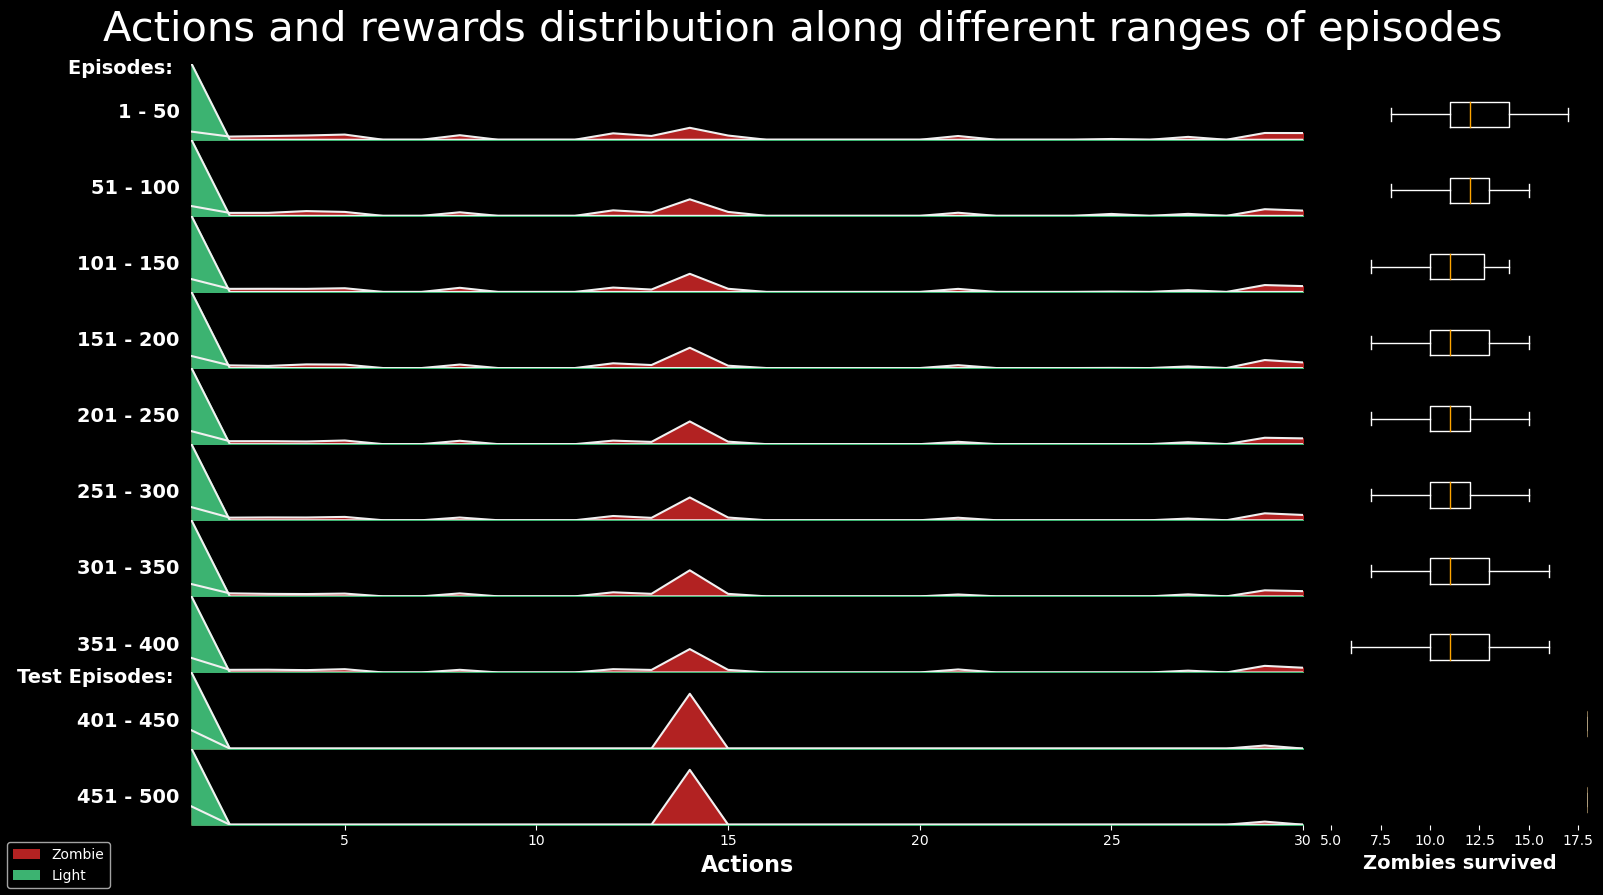 Actions and rewards distribution along different ranges of episodes
Episodes:
1 - 50
51 - 100
101 - 150
151 - 200
201 - 250
251 - 300
301 - 350
351 - 400
Test Episodes:
401 - 450
451 - 500
5 10 15 20 25 30
5.0 7.5 10.0 12.5 15.0 17.5
Actions
Zombies survived
Zombie
Light